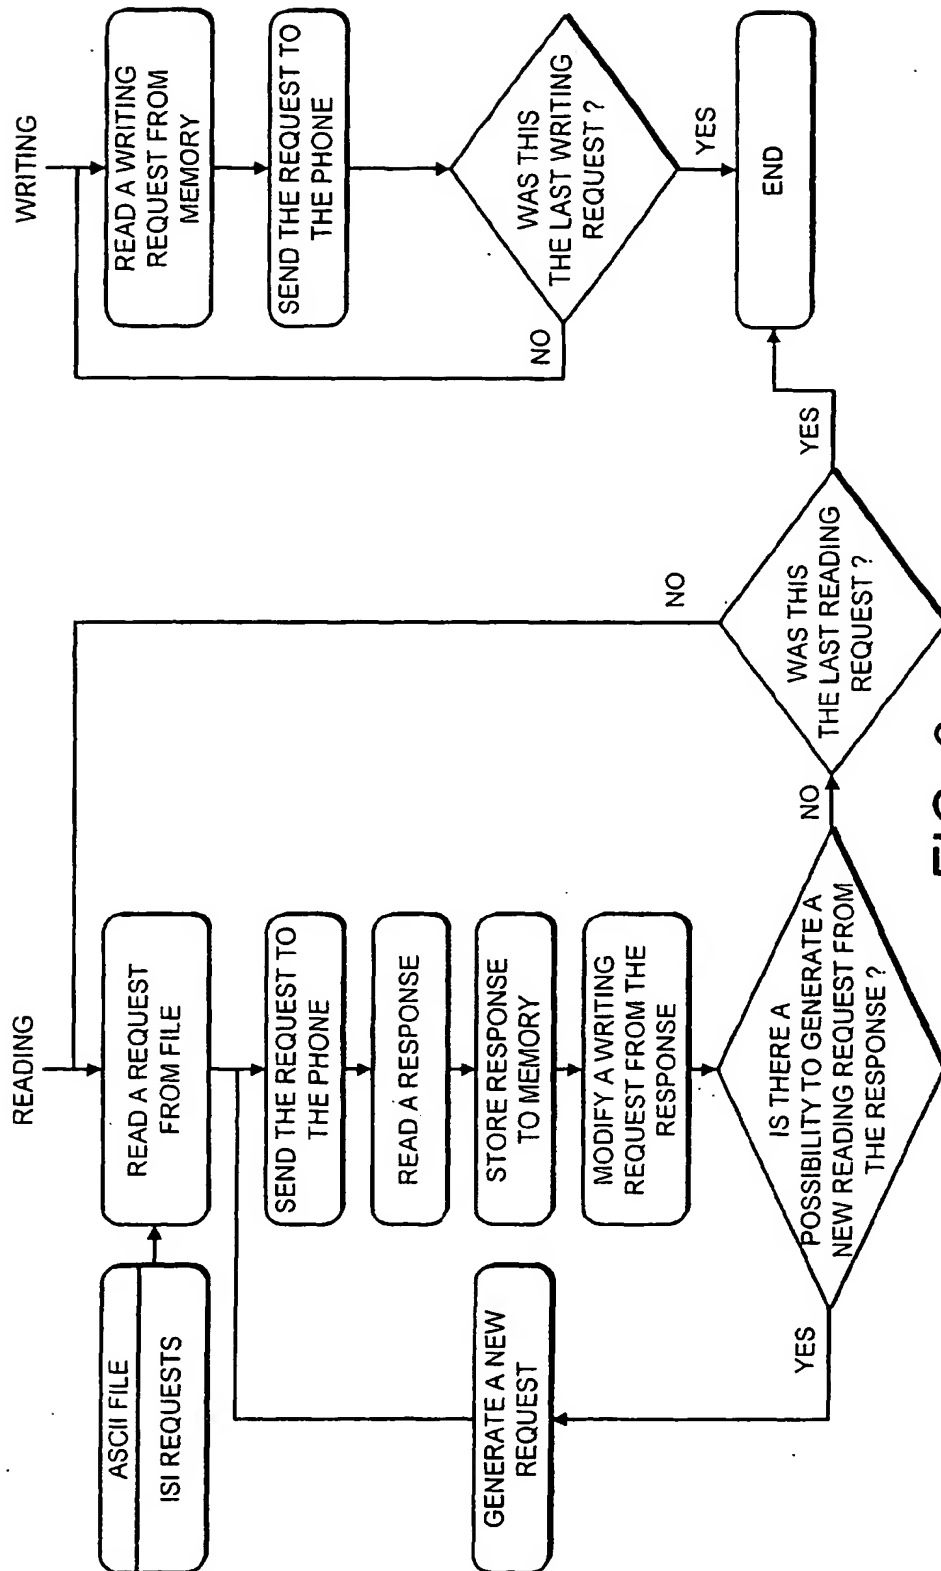 READING
ASCII FILE
ISI REQUESTS
READ A REQUEST
FROM FILE
SEND THE REQUEST TO
THE PHONE
READ A RESPONSE
STORE RESPONSE
TO MEMORY
MODIFY A WRITING
REQUEST FROM THE
RESPONSE
GENERATE A NEW
REQUEST
IS THERE A
POSSIBILITY TO GENERATE A
NEW READING REQUEST FROM
THE RESPONSE ?
YES
NO
WAS THIS
THE LAST READING
REQUEST ?
NO
YES
WRITING
READ A WRITING
REQUEST FROM
MEMORY
SEND THE REQUEST TO
THE PHONE
WAS THIS
THE LAST WRITING
REQUEST ?
NO
YES
END
FIG.